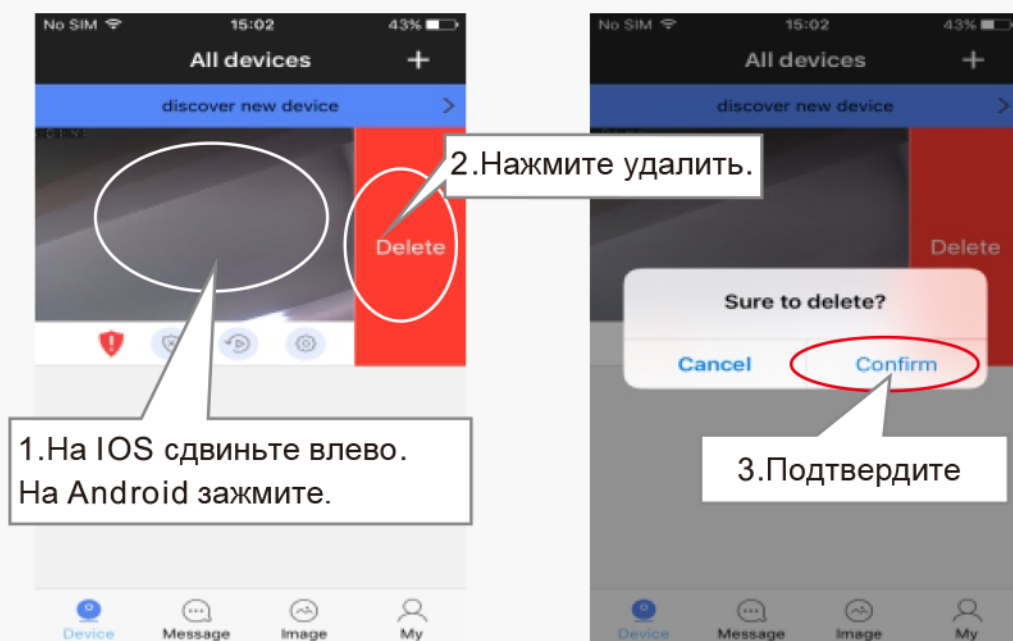 No SIM 15:02 43%
All devices +
discover new device >
2.Нажмите удалить.
Delete
1.На IOS сдвиньте влево.
На Android зажмите.
Device Message Image My
No SIM 15:02 43%
All devices +
discover new device >
Delete
Sure to delete?
Cancel Confirm
3.Подтвердите
Device Message Image My